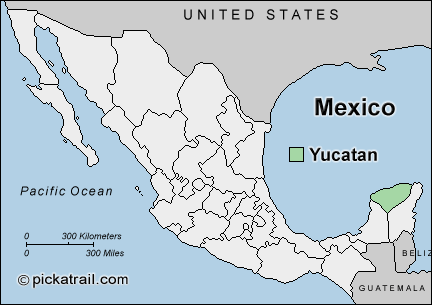 UNITED STATES
Mexico
Yucatan
Pacific Ocean
0 300 Kilometers
0 300 Miles
BELIZ
GUATEMALA
© pickatrail.com